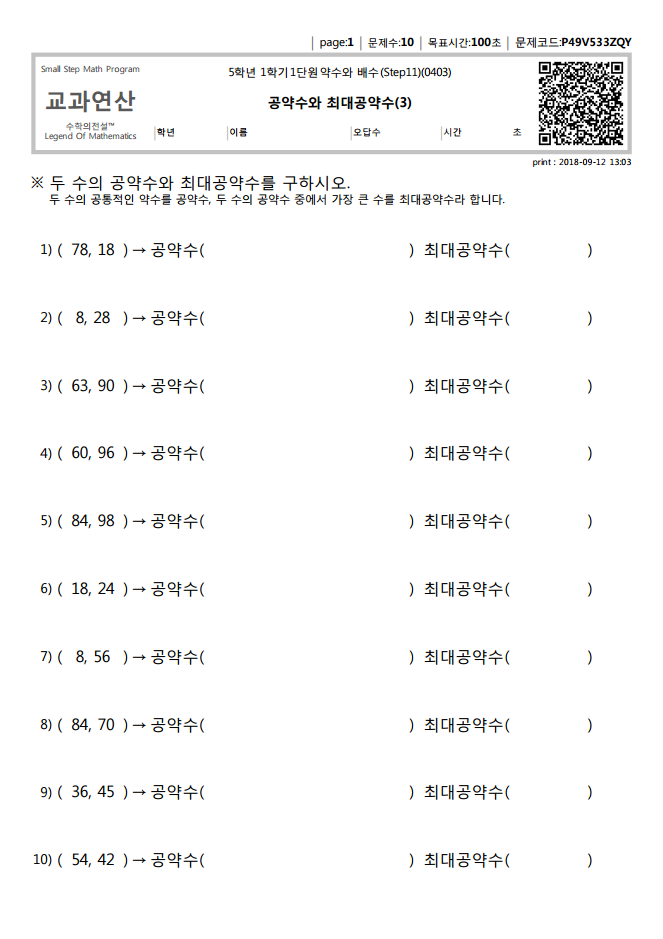 page:1 | 문제수:10 | 목표시간:100초 | 문제코드:P49V533ZQY
Small Step Math Program
교과연산
수학의전설™
Legend Of Mathematics
5학년 1학기1단원 약수와 배수(Step11)(0403)
공약수와 최대공약수(3)
학년 이름 오답수 시간 초
print : 2018-09-12 13:03
※ 두 수의 공약수와 최대공약수를 구하시오.
두 수의 공통적인 약수를 공약수, 두 수의 공약수 중에서 가장 큰 수를 최대공약수라 합니다.
1) ( 78, 18 ) → 공약수( ) 최대공약수( )
2) ( 8, 28 ) → 공약수( ) 최대공약수( )
3) ( 63, 90 ) → 공약수( ) 최대공약수( )
4) ( 60, 96 ) → 공약수( ) 최대공약수( )
5) ( 84, 98 ) → 공약수( ) 최대공약수( )
6) ( 18, 24 ) → 공약수( ) 최대공약수( )
7) ( 8, 56 ) → 공약수( ) 최대공약수( )
8) ( 84, 70 ) → 공약수( ) 최대공약수( )
9) ( 36, 45 ) → 공약수( ) 최대공약수( )
10) ( 54, 42 ) → 공약수( ) 최대공약수( )